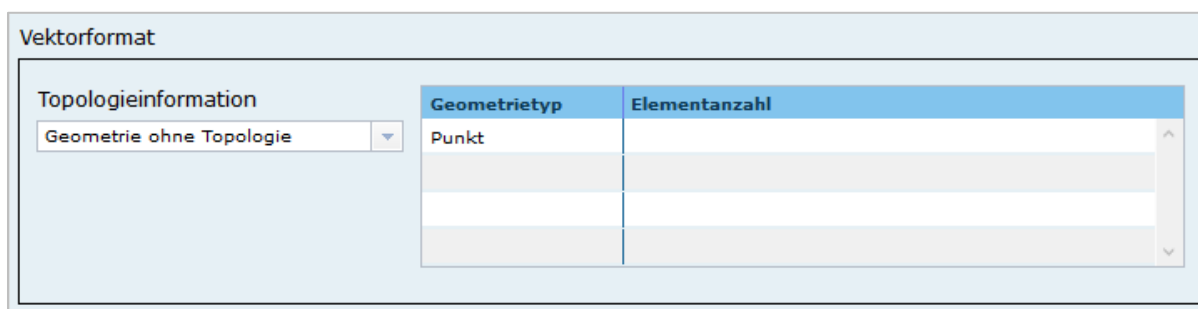 Vektorformat
Topologieinformation
Geometrie ohne Topologie
Geometrietyp Elementanzahl
Punkt